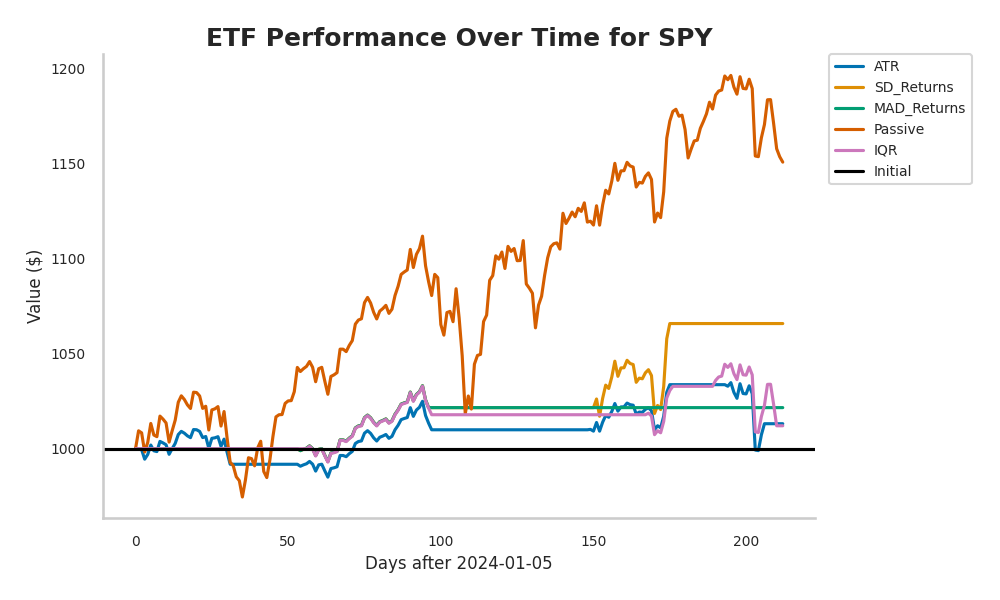 ETF Performance Over Time for SPY
1200
1150
1100
1050
1000
Value ($)
0 50 100 150 200
Days after 2024-01-05
ATR
SD_Returns
MAD_Returns
Passive
IQR
Initial